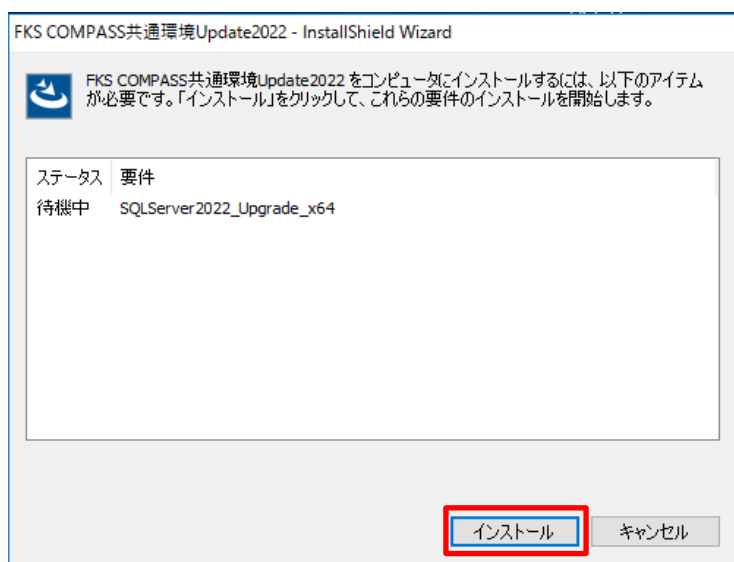 FKS COMPASS共通環境Update2022 - InstallShield Wizard
FKS COMPASS共通環境Update2022 をコンピュータにインストールするには、以下のアイテム
が必要です。「インストール」をクリックして、これらの要件のインストールを開始します。
ステータス 要件
待機中 SQLServer2022_Upgrade_x64
インストール キャンセル